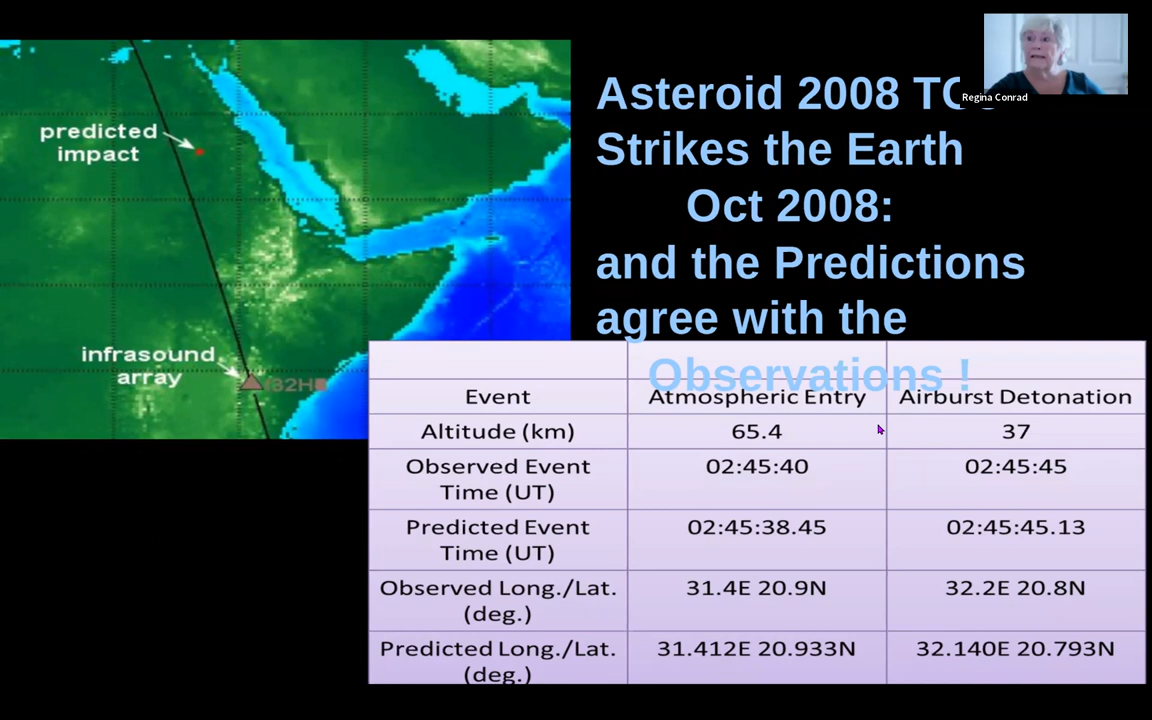 predicted
impact
infrasound
array
Asteroid 2008
Strikes the Earth
Oct 2008:
and the Predictions
agree with the
Observations !
Regina Conrad
Event Atmospheric Entry Airburst Detonation
Altitude (km) 65.4 37
Observed Event
Time (UT) 02:45:40 02:45:45
Predicted Event
Time (UT) 02:45:38.45 02:45:45.13
Observed Long./Lat.
(deg.) 31.4E 20.9N 32.2E 20.8N
Predicted Long./Lat.
(deg.) 31.412E 20.933N 32.140E 20.793N